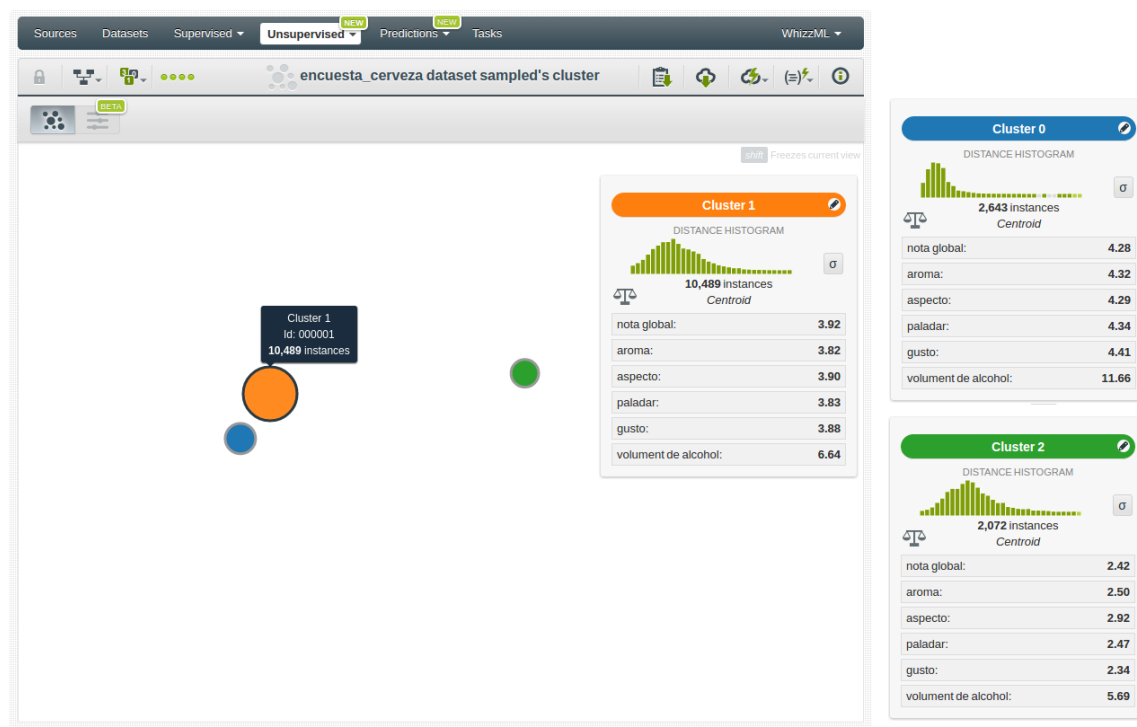 Sources Datasets Supervised Unsupervised NEW Predictions NEW Tasks WhizzML
encuesta_cerveza dataset sampled's cluster
BETA
shift Freezes current view
Cluster 1
Id: 000001
10,489 instances
Cluster 1
DISTANCE HISTOGRAM
σ
10,489 instances
Centroid
nota global: 3.92
aroma: 3.82
aspecto: 3.90
paladar: 3.83
gusto: 3.88
volument de alcohol: 6.64
Cluster 0
DISTANCE HISTOGRAM
σ
2,643 instances
Centroid
nota global: 4.28
aroma: 4.32
aspecto: 4.29
paladar: 4.34
gusto: 4.41
volument de alcohol: 11.66
Cluster 2
DISTANCE HISTOGRAM
σ
2,072 instances
Centroid
nota global: 2.42
aroma: 2.50
aspecto: 2.92
paladar: 2.47
gusto: 2.34
volument de alcohol: 5.69